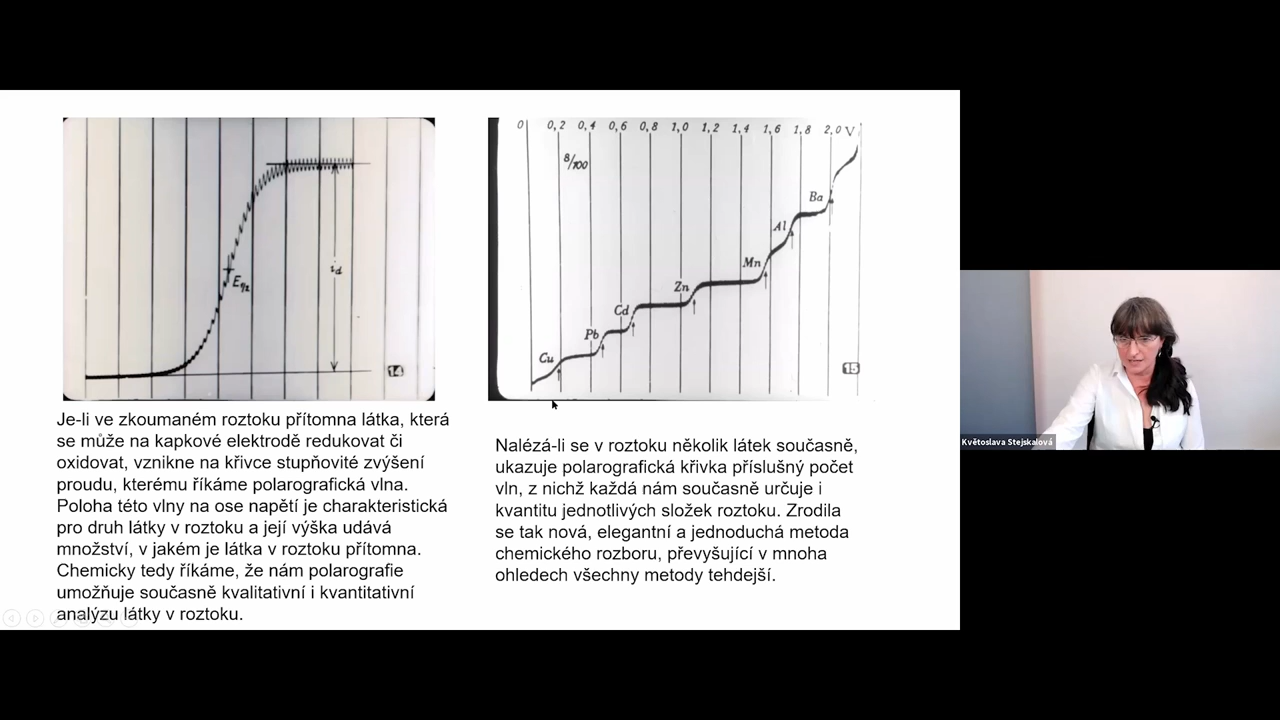 E½
i d
14
Je-li ve zkoumaném roztoku přítomna látka, která
se může na kapkové elektrodě redukovat či
oxidovat, vznikne na křivce stupňovité zvýšení
proudu, kterému říkáme polarografická vlna.
Poloha této vlny na ose napětí je charakteristická
pro druh látky v roztoku a její výška udává
množství, v jakém je látka v roztoku přítomna.
Chemicky tedy říkáme, že nám polarografie
umožňuje současně kvalitativní i kvantitativní
analýzu látky v roztoku.
0 0,2 0,4 0,6 0,8 1,0 1,2 1,4 1,6 1,8 2,0 V
8/100
Ba
Al
Mn
Zn
Cd
Pb
Cu
15
Nalézá-li se v roztoku několik látek současně,
ukazuje polarografická křivka příslušný počet
vln, z nichž každá nám současně určuje i
kvantitu jednotlivých složek roztoku. Zrodila
se tak nová, elegantní a jednoduchá metoda
chemického rozboru, převyšující v mnoha
ohledech všechny metody tehdejší.
Květoslava Stejskalová